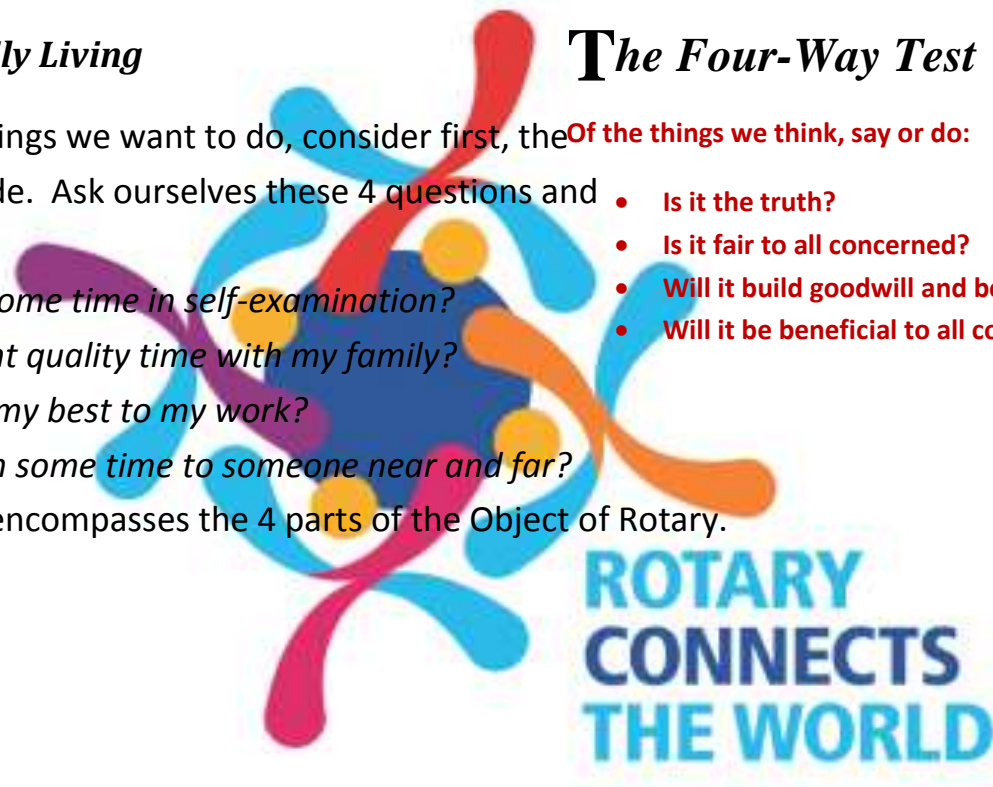 lly Living
ings we want to do, consider first, the
de. Ask ourselves these 4 questions and
ome time in self-examination?
nt quality time with my family?
my best to my work?
n some time to someone near and far?
encompasses the 4 parts of the Object of Rotary.
The Four-Way Test
Of the things we think, say or do:
• Is it the truth?
• Is it fair to all concerned?
• Will it build goodwill and be
• Will it be beneficial to all co
ROTARY
CONNECTS
THE WORLD